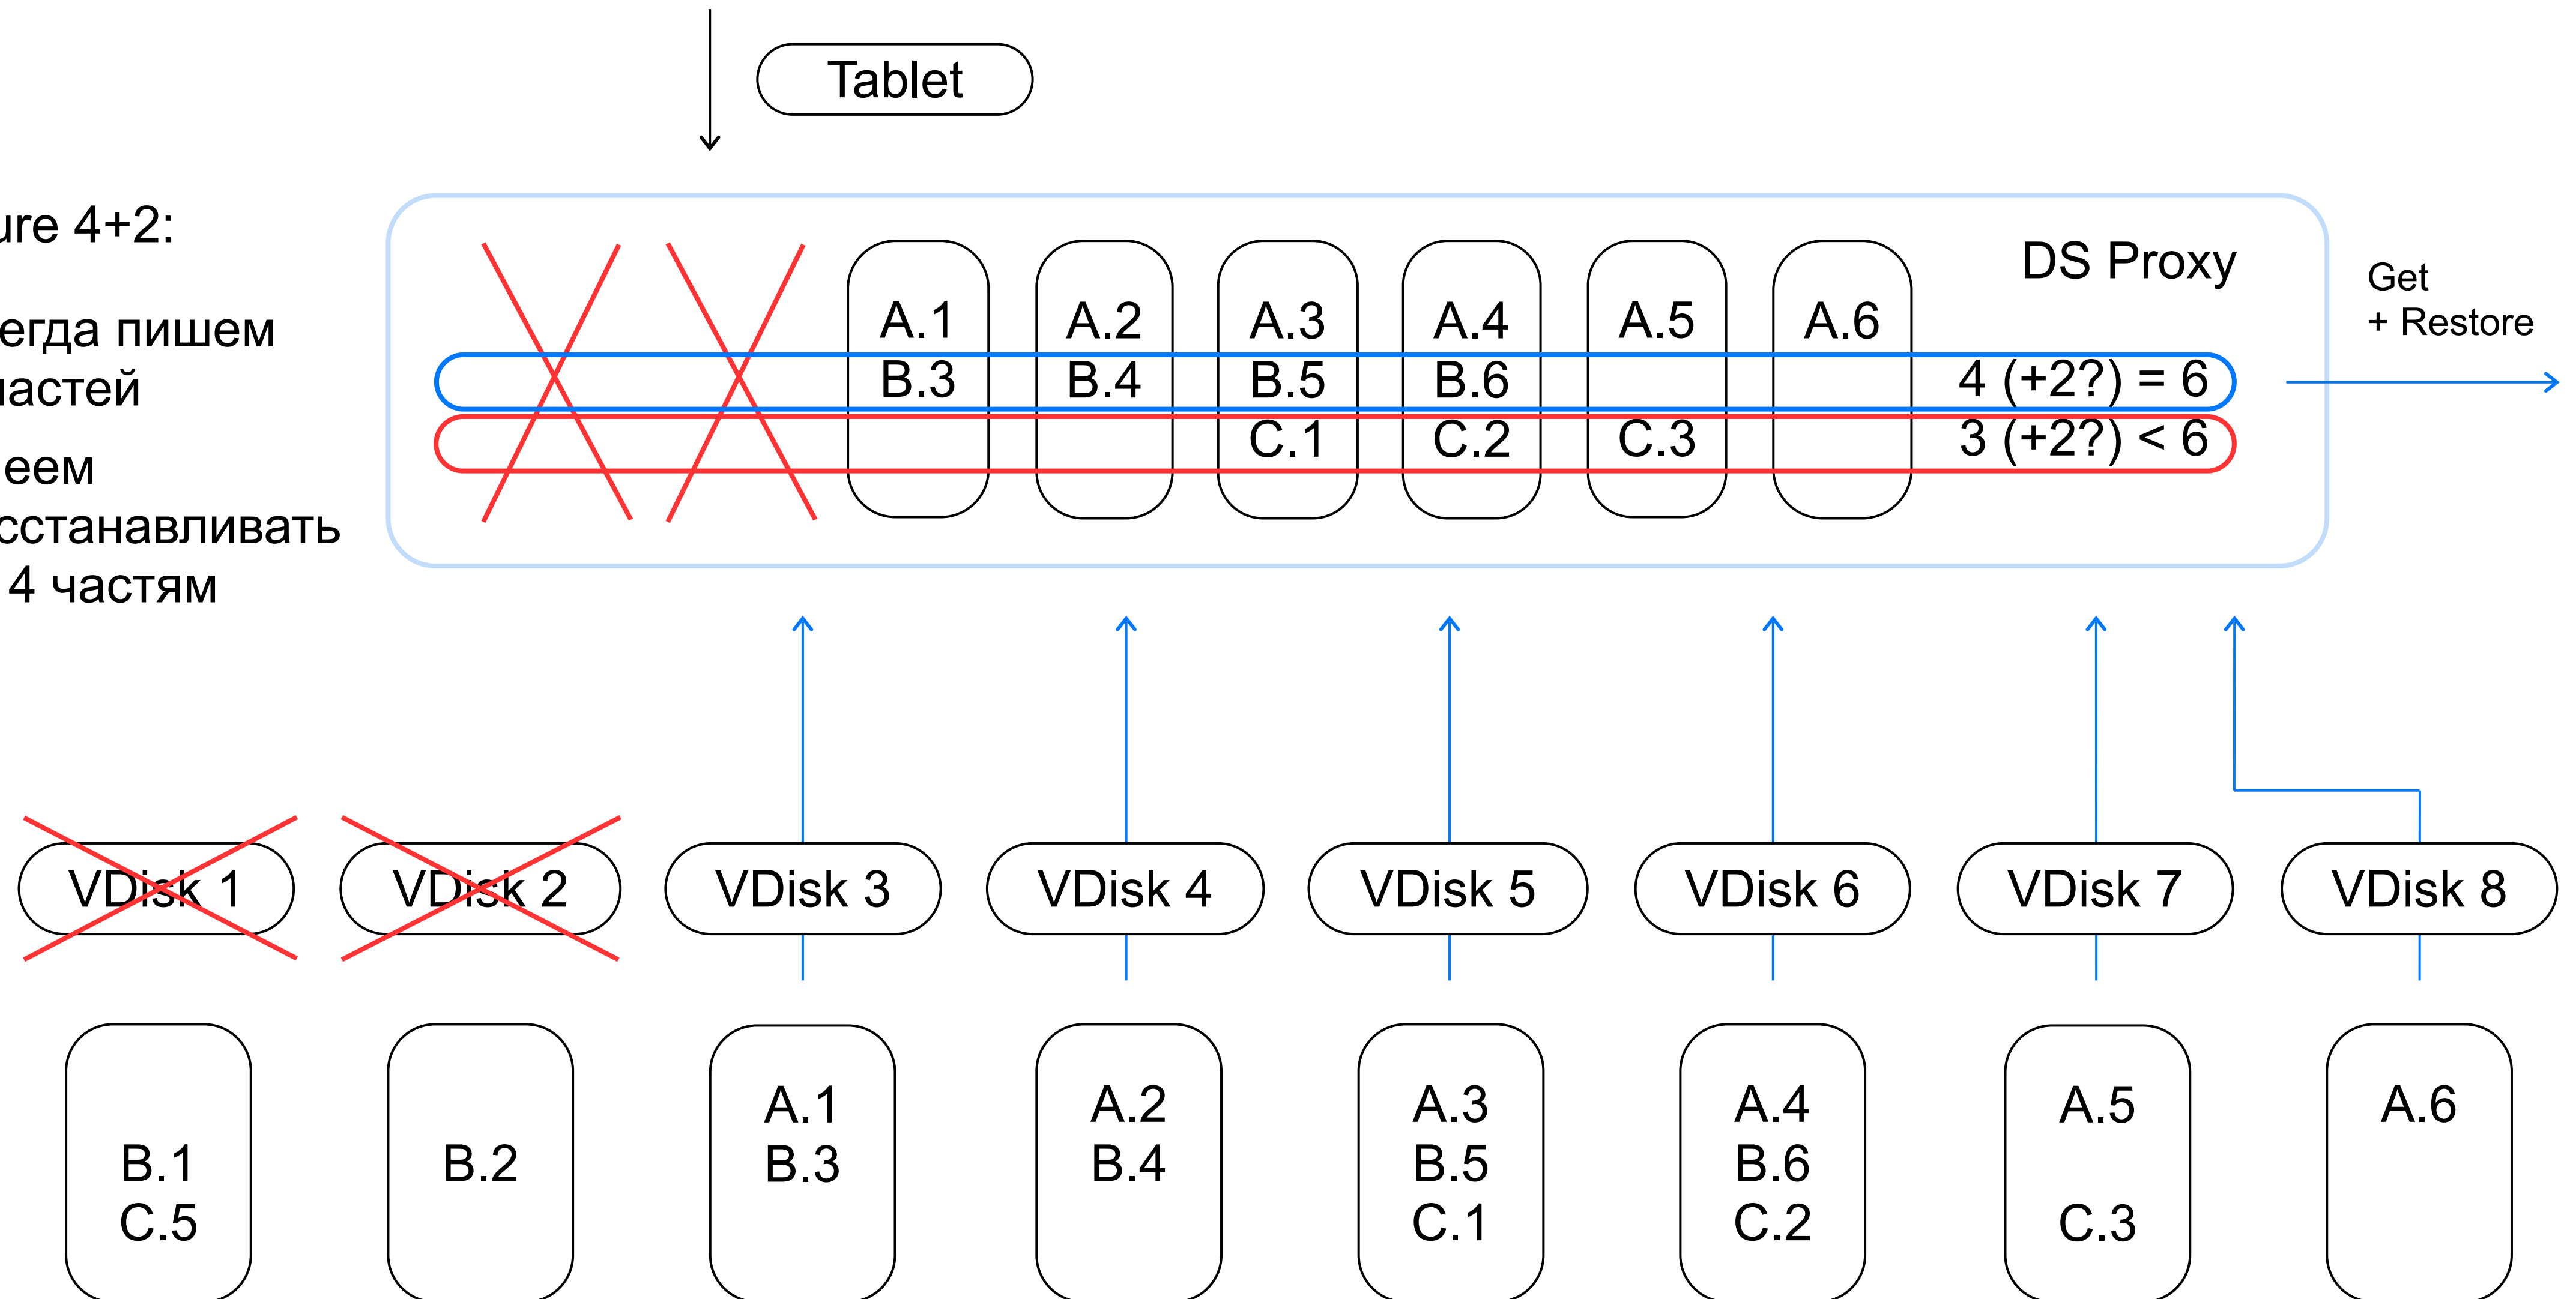 Tablet
ure 4+2:
егда пишем
частей
еем
сстанавливать
4 частям
DS Proxy
A.1 A.2 A.3 A.4 A.5 A.6
B.3 B.4 B.5 B.6 4 (+2?) = 6
C.1 C.2 C.3 3 (+2?) < 6
Get
+ Restore
VDisk 1 VDisk 2 VDisk 3 VDisk 4 VDisk 5 VDisk 6 VDisk 7 VDisk 8
A.1 A.2 A.3 A.4 A.5 A.6
B.1 B.2 B.3 B.4 B.5 B.6
C.5 C.1 C.2 C.3